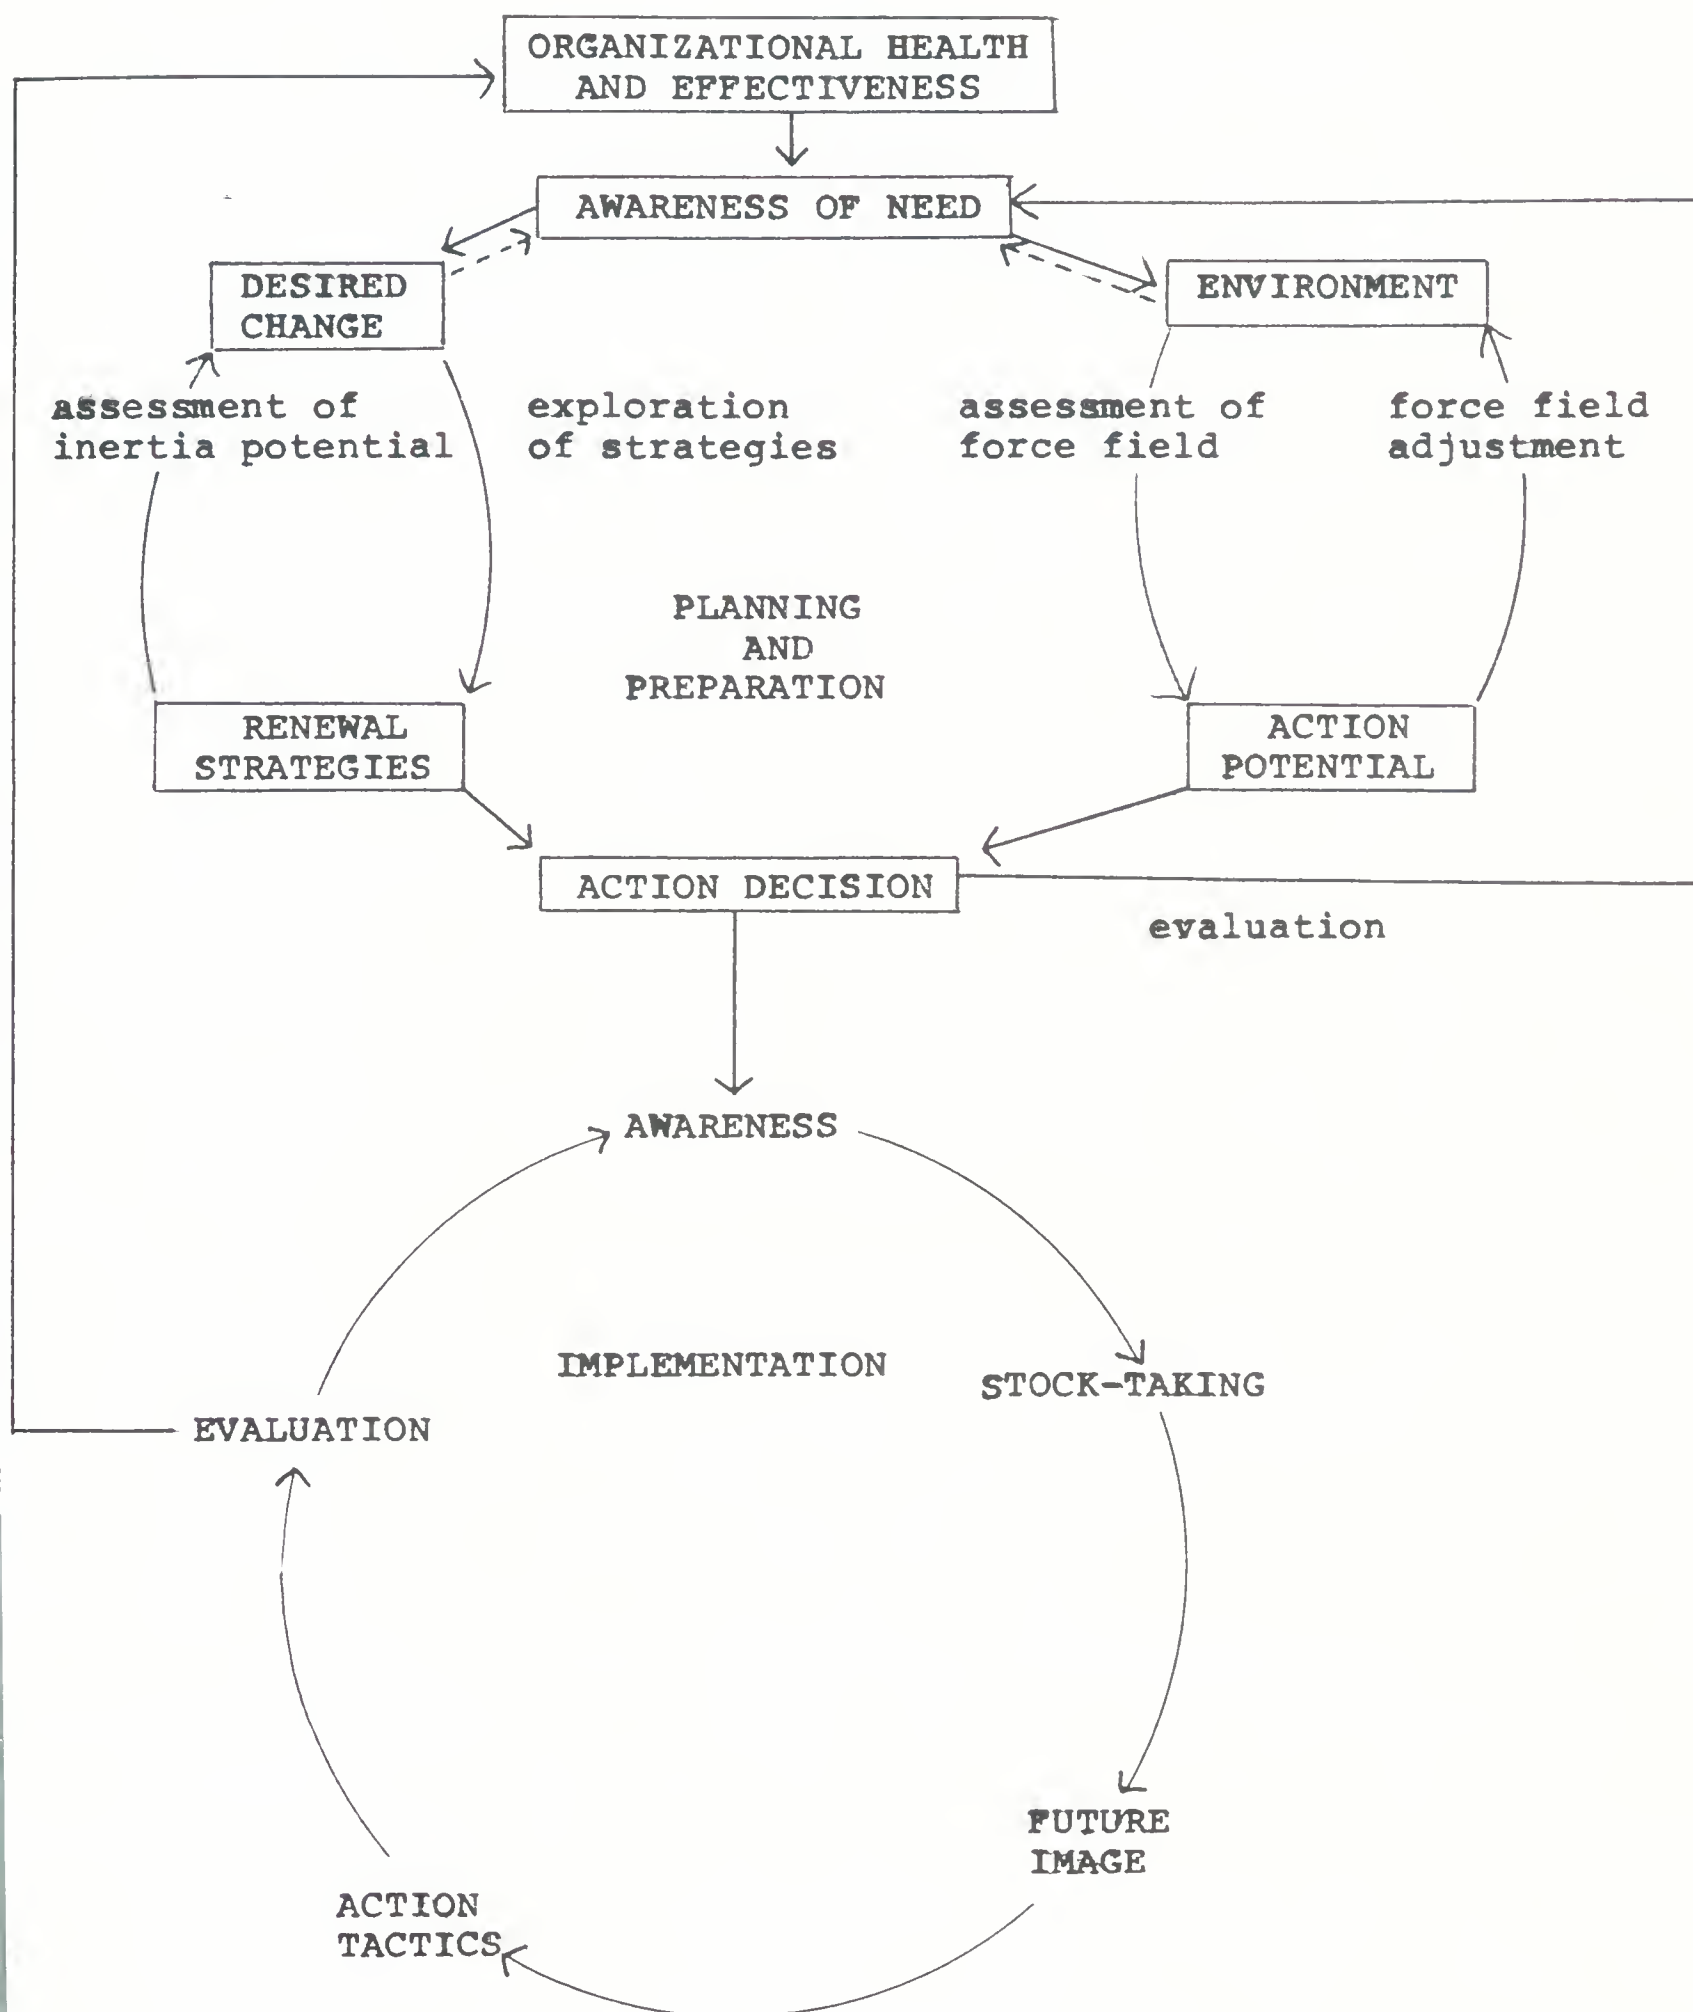 ORGANIZATIONAL HEALTH
AND EFFECTIVENESS
AWARENESS OF NEED
DESIRED
CHANGE
ENVIRONMENT
assessment of
inertia potential
exploration
of strategies
assessment of
force field
force field
adjustment
PLANNING
AND
PREPARATION
RENEWAL
STRATEGIES
ACTION
POTENTIAL
ACTION DECISION
evaluation
AWARENESS
IMPLEMENTATION
STOCK-TAKING
EVALUATION
FUTURE
IMAGE
ACTION
TACTICS